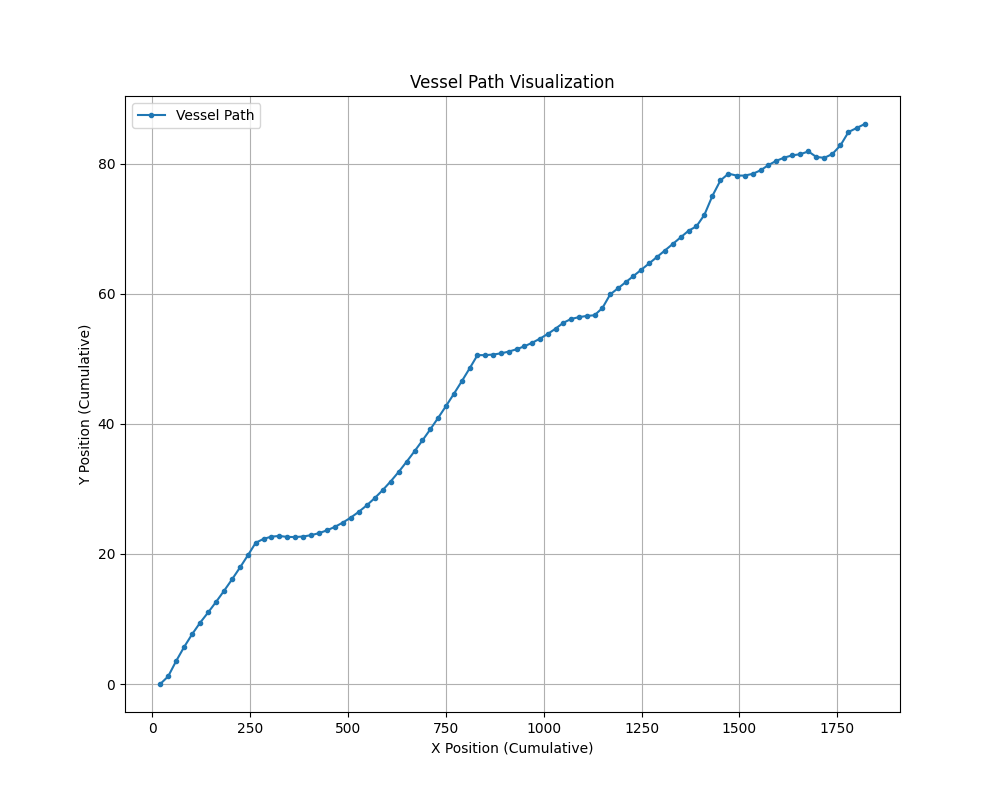 Vessel Path Visualization
Vessel Path
Y Position (Cumulative)
80
60
40
20
0
0 250 500 750 1000 1250 1500 1750
X Position (Cumulative)